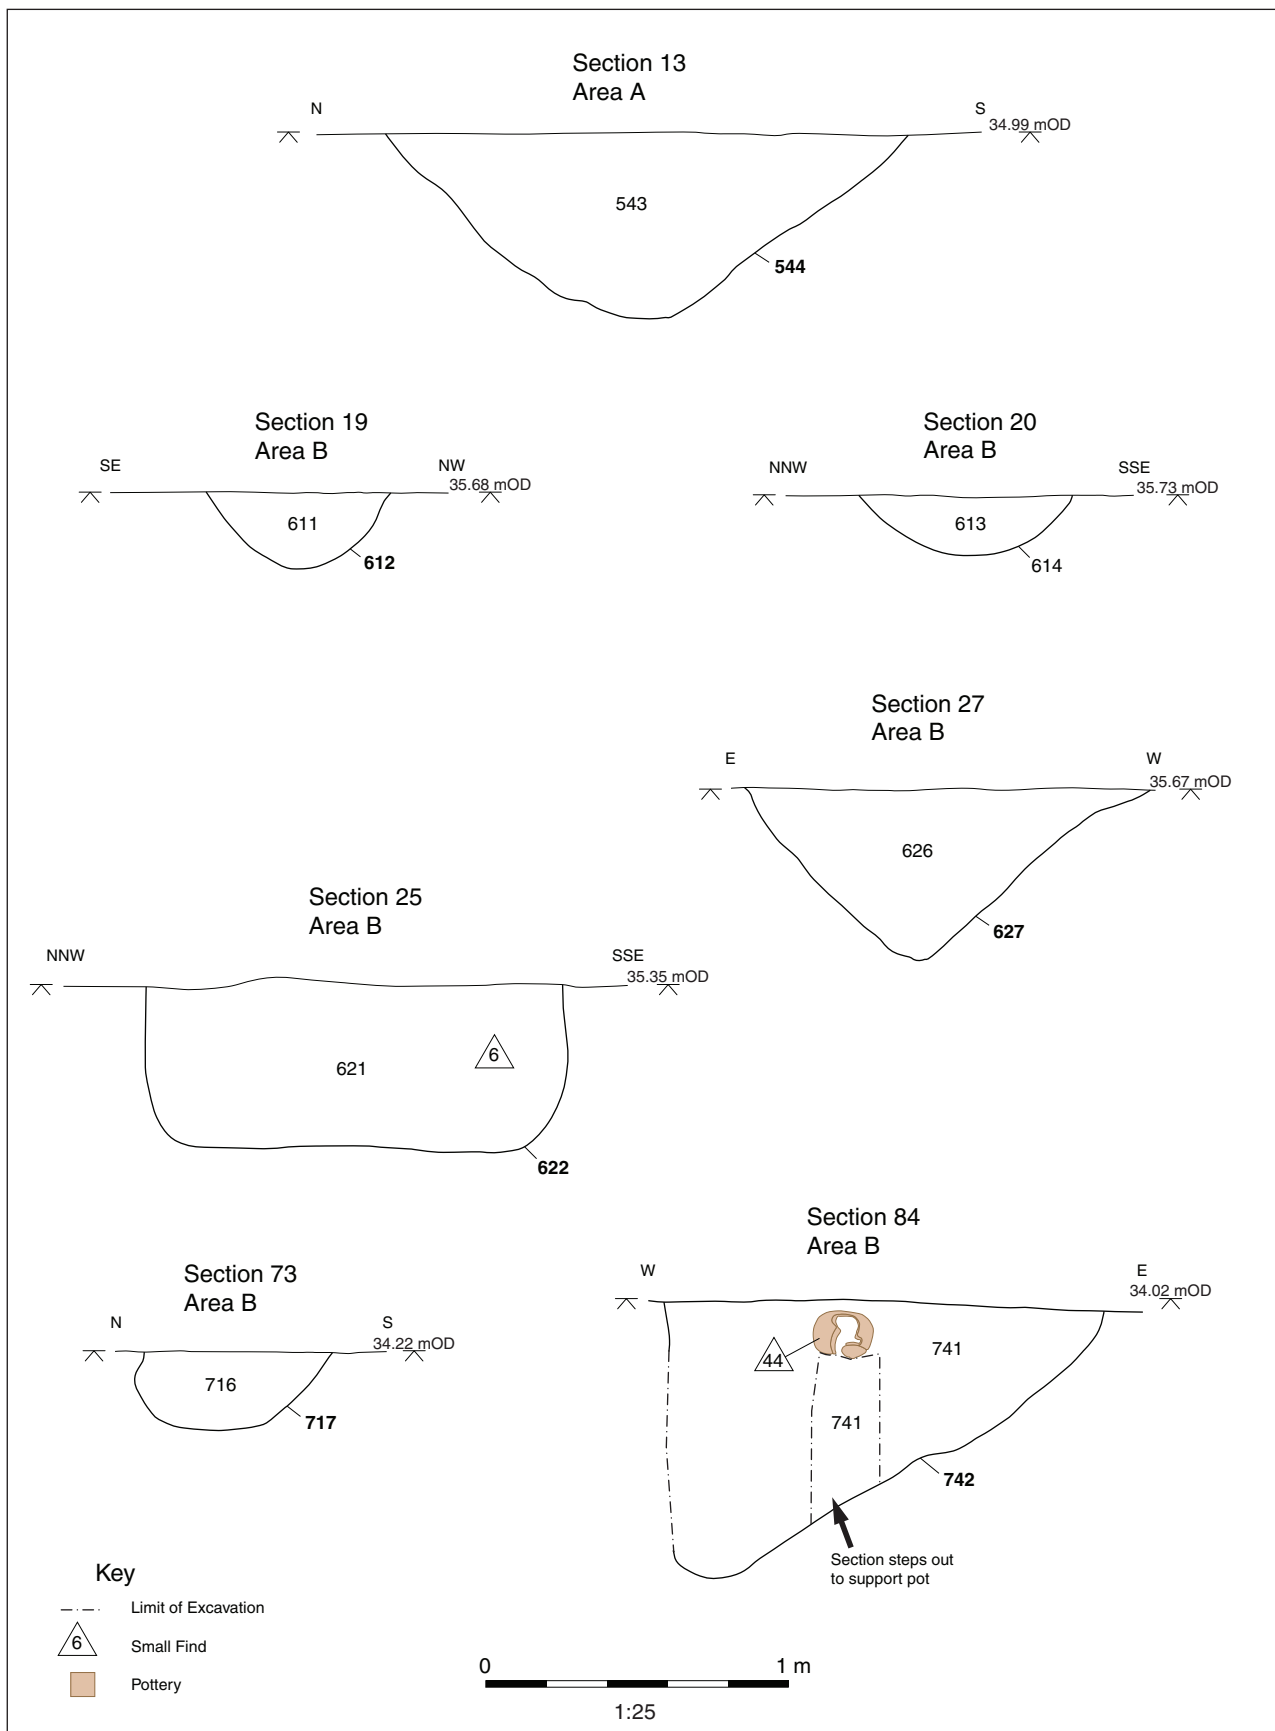 Section 13
Area A
N
S
34.99 mOD
543
544
Section 19
Area B
SE
NW
35.68 mOD
611
612
Section 20
Area B
NNW
SSE
35.73 mOD
613
614
Section 27
Area B
E
W
35.67 mOD
626
627
Section 25
Area B
NNW
SSE
35.35 mOD
6
621
622
Section 84
Area B
W
E
34.02 mOD
741
44
741
742
Section steps out
to support pot
Section 73
Area B
N
S
34.22 mOD
716
717
Key
Limit of Excavation
6
Small Find
Pottery
0
1 m
1:25